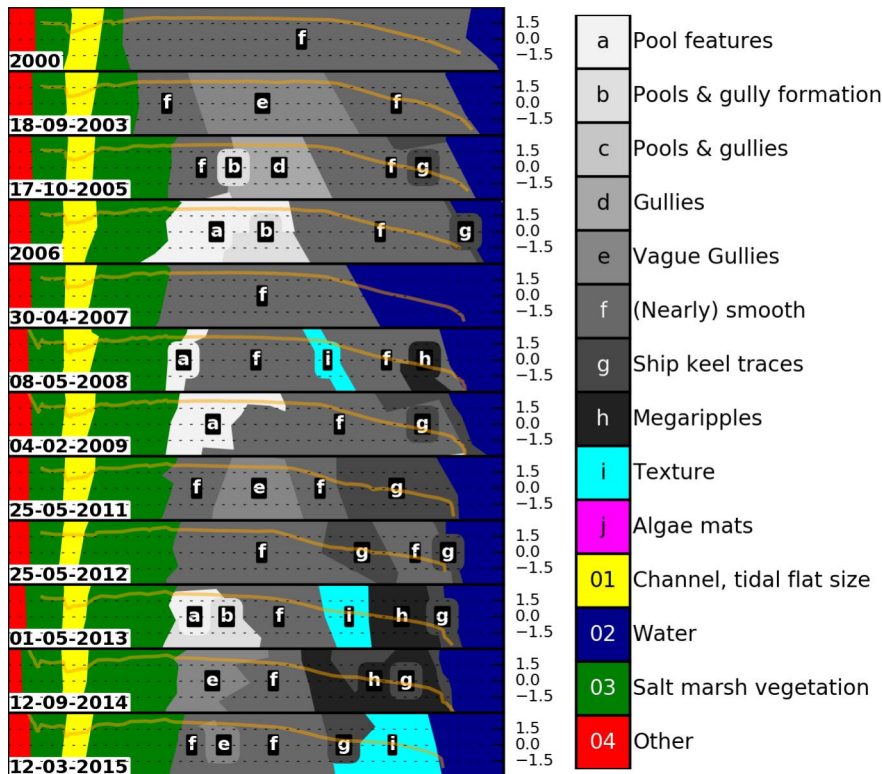 f 1.5
0.0
2000 −1.5
f e f 1.5
0.0
18-09-2003 −1.5
f b d f g 1.5
0.0
17-10-2005 −1.5
a b f g 1.5
0.0
2006 −1.5
f 1.5
0.0
30-04-2007 −1.5
a f i f h 1.5
0.0
08-05-2008 −1.5
a f g 1.5
0.0
04-02-2009 −1.5
f e f g 1.5
0.0
25-05-2011 −1.5
f g f g 1.5
0.0
25-05-2012 −1.5
a b f i h g 1.5
0.0
01-05-2013 −1.5
e f h g 1.5
0.0
12-09-2014 −1.5
f e f g i 1.5
0.0
12-03-2015 −1.5
a Pool features
b Pools & gully formation
c Pools & gullies
d Gullies
e Vague Gullies
f (Nearly) smooth
g Ship keel traces
h Megaripples
i Texture
j Algae mats
01 Channel, tidal flat size
02 Water
03 Salt marsh vegetation
04 Other